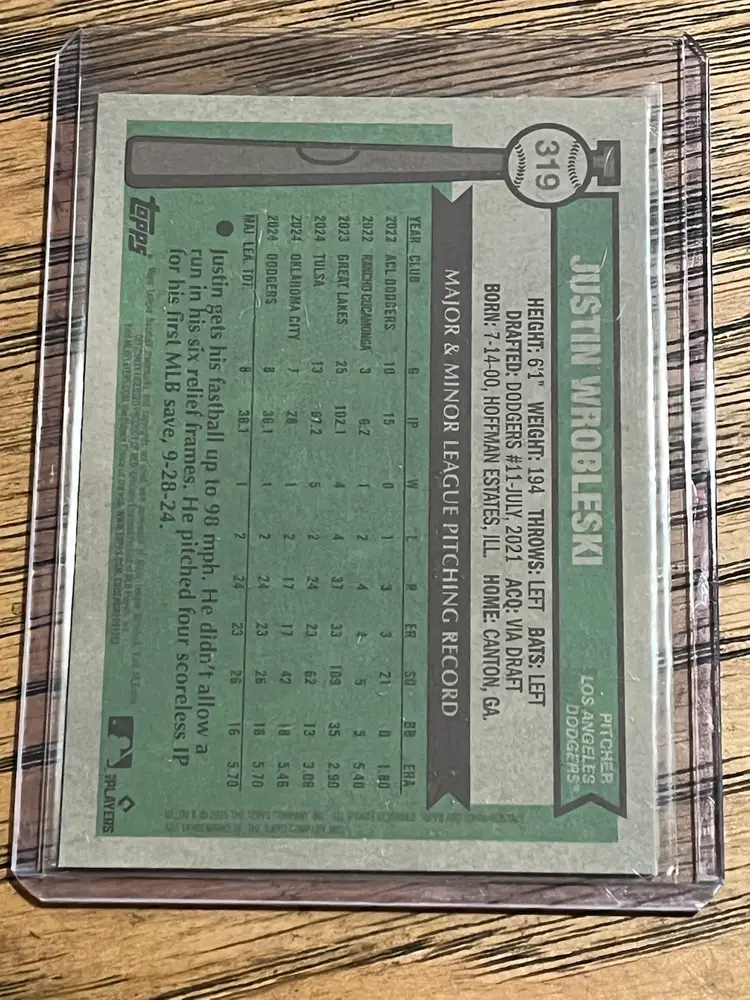 319
JUSTIN WROBLESKI
PITCHER
LOS ANGELES
DODGERS™
HEIGHT: 6'1" WEIGHT: 194 THROWS: LEFT BATS: LEFT
DRAFTED: DODGERS #11-JULY, 2021 ACQ: VIA DRAFT
BORN: 7-14-00, HOFFMAN ESTATES, ILL. HOME: CANTON, GA.
MAJOR & MINOR LEAGUE PITCHING RECORD
YEAR CLUB G IP W L R ER SO BB ERA
ACL DODGERS 10 15 0 1 3 3 21 1.80
2022 RANCHO CUCAMONGA 3 6.2 1 2 4 5 5.40
2023 GREAT LAKES 25 102.1 4 4 37 33 109 35 2.90
2024 TULSA 13 67.2 5 2 24 23 62 13 3.06
2024 OKLAHOMA CITY 7 28 1 2 17 17 42 18 5.46
2024 DODGERS 8 36.1 1 2 24 23 26 16 5.70
MAJ. LEA. TOT. 8 36.1 1 2 24 23 26 16 5.70
Justin gets his fastball up to 98 mph. He didn't allow a
run in his six relief frames. He pitched four scoreless IP
for his first MLB save, 9-28-24.
topps
PLAYERS